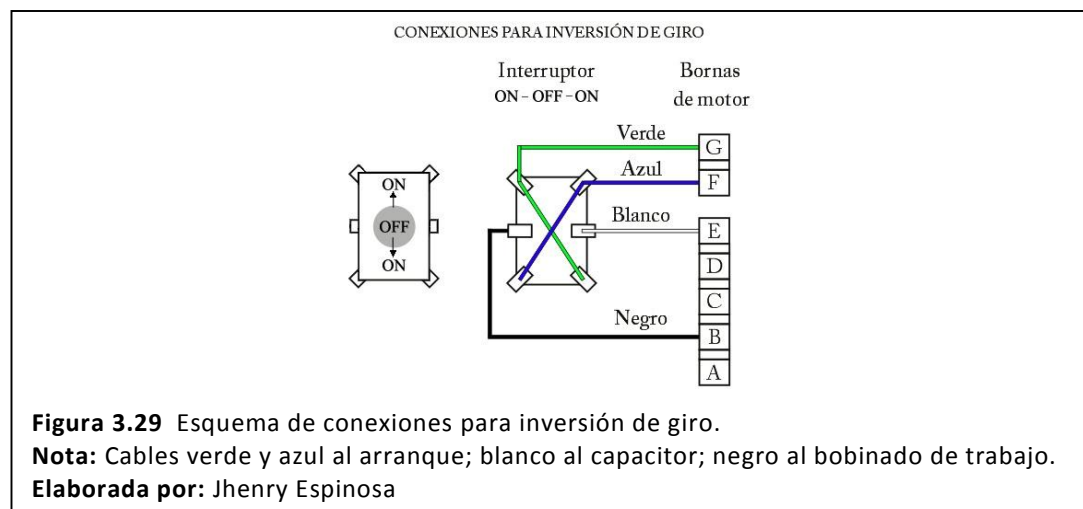 CONEXIONES PARA INVERSIÓN DE GIRO
Interruptor
ON – OFF – ON
Bornas
de motor
Verde
G
Azul
F
ON
OFF
ON
Blanco
E
D
C
Negro
B
A
Figura 3.29 Esquema de conexiones para inversión de giro.
Nota: Cables verde y azul al arranque; blanco al capacitor; negro al bobinado de trabajo.
Elaborada por: Jhenry Espinosa